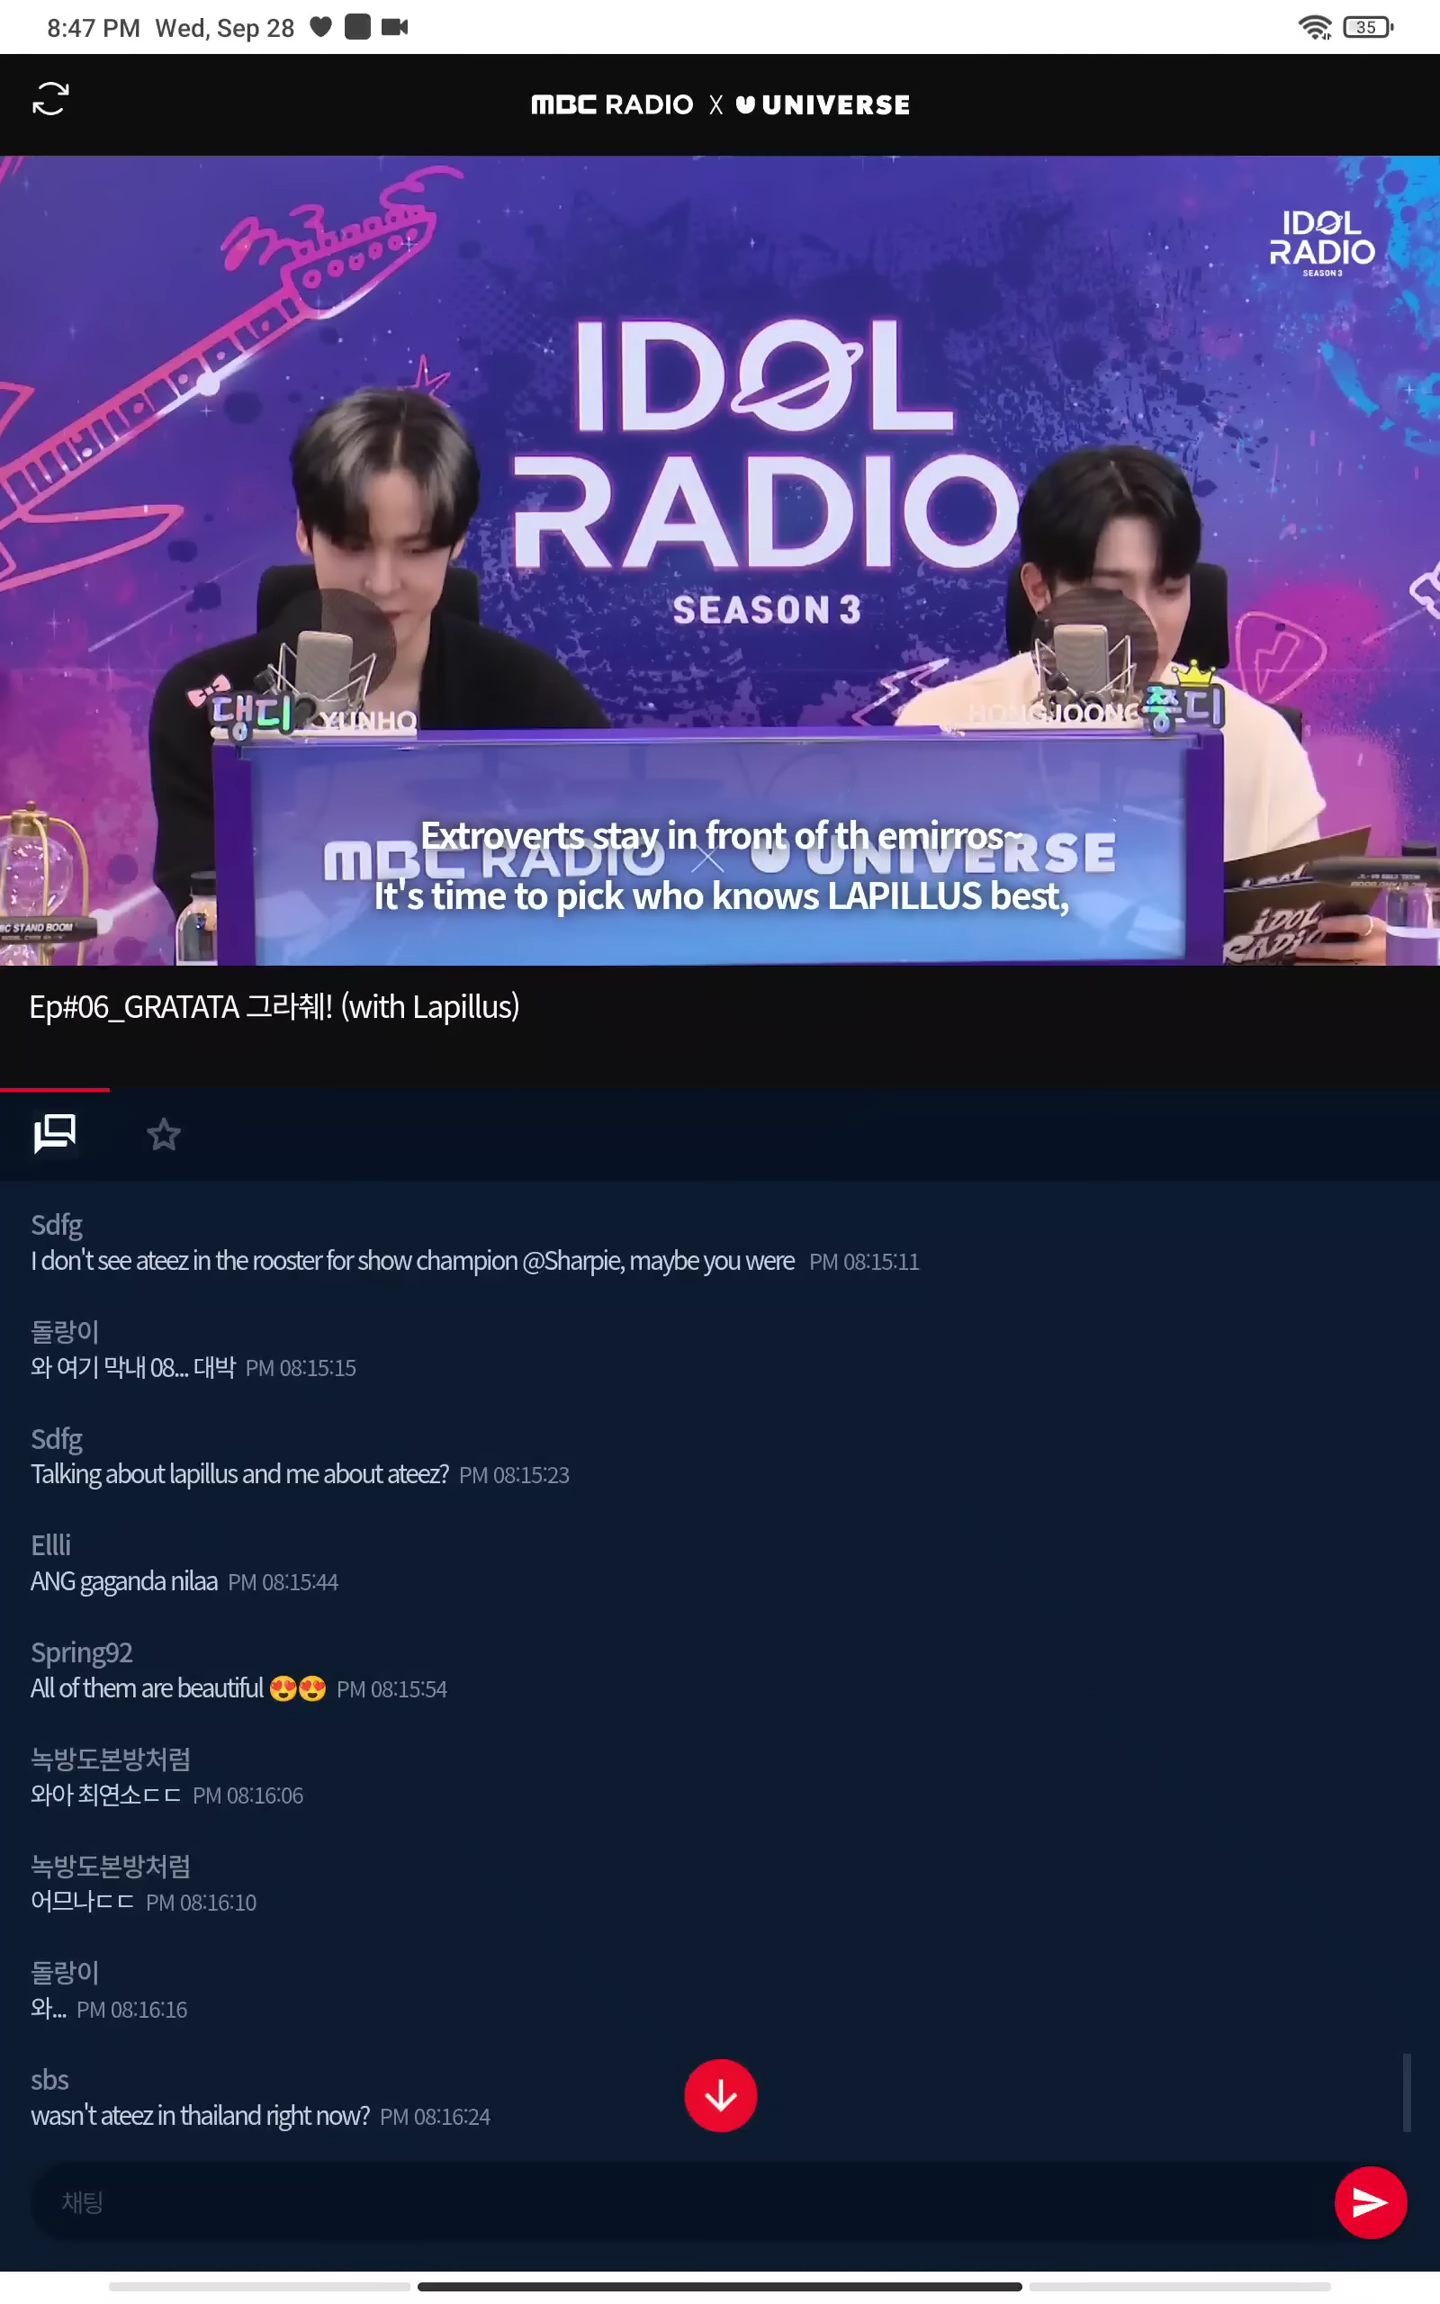 8:47 PM Wed, Sep 28
35
MBC RADIO X UNIVERSE
IDOL
RADIO
SEASON 3
IDOL
RADIO
SEASON 3
댕디 YUNHO
HONGJOONG 쭝디
Extroverts stay in front of th emirros~
MBC RADIO X UNIVERSE
It's time to pick who knows LAPILLUS best,
STAND BOOM
IDOL
RADIO
Ep#06_GRATATA 그라췌! (with Lapillus)
Sdfg
I don't see ateez in the rooster for show champion @Sharpie, maybe you were PM 08:15:11
돌랑이
와 여기 막내 08... 대박 PM 08:15:15
Sdfg
Talking about lapillus and me about ateez? PM 08:15:23
Ellli
ANG gaganda nilaa PM 08:15:44
Spring92
All of them are beautiful 😍😍 PM 08:15:54
녹방도본방처럼
와아 최연소ㄷㄷ PM 08:16:06
녹방도본방처럼
어므나ㄷㄷ PM 08:16:10
돌랑이
와... PM 08:16:16
sbs
wasn't ateez in thailand right now? PM 08:16:24
채팅